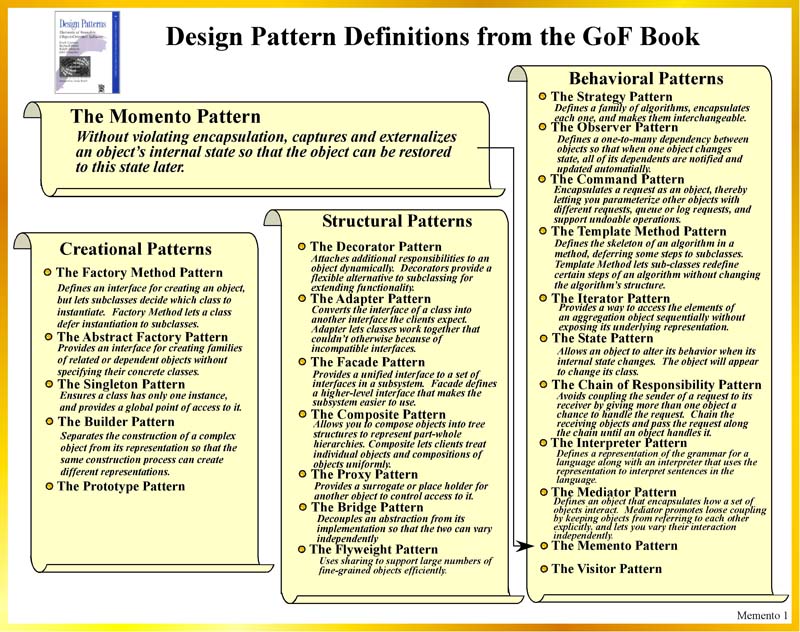 Design Patterns
Design Pattern Definitions from the GoF Book
The Momento Pattern
Without violating encapsulation, captures and externalizes
an object's internal state so that the object can be restored
to this state later.
Creational Patterns
The Factory Method Pattern
Defines an interface for creating an object,
but lets subclasses decide which class to
instantiate. Factory Method lets a class
defer instantiation to subclasses.
The Abstract Factory Pattern
Provides an interface for creating families
of related or dependent objects without
specifying their concrete classes.
The Singleton Pattern
Ensures a class has only one instance,
and provides a global point of access to it.
The Builder Pattern
Separates the construction of a complex
object from its representation so that the
same construction process can create
different representations.
The Prototype Pattern
Structural Patterns
The Decorator Pattern
Attaches additional responsibilities to an
object dynamically. Decorators provide a
flexible alternative to subclassing for
extending functionality.
The Adapter Pattern
Converts the interface of a class into
another interface the clients expect.
Adapter lets classes work together that
couldn't otherwise because of
incompatible interfaces.
The Facade Pattern
Provides a unified interface to a set of
interfaces in a subsystem. Facade defines
a higher-level interface that makes the
subsystem easier to use.
The Composite Pattern
Allows you to compose objects into tree
structures to represent part-whole
hierarchies. Composite lets clients treat
individual objects and compositions of
objects uniformly.
The Proxy Pattern
Provides a surrogate or place holder for
another object to control access to it.
The Bridge Pattern
Decouples an abstraction from its
implementation so that the two can vary
independently
The Flyweight Pattern
Uses sharing to support large numbers of
fine-grained objects efficiently.
Behavioral Patterns
The Strategy Pattern
Defines a family of algorithms, encapsulates
each one, and makes them interchangeable.
The Observer Pattern
Defines a one-to-many dependency between
objects so that when one object changes
state, all of its dependents are notified and
updated automatially.
The Command Pattern
Encapsulates a request as an object, thereby
letting you parameterize other objects with
different requests, queue or log requests, and
support undoable operations.
The Template Method Pattern
Defines the skeleton of an algorithm in a
method, deferring some steps to subclasses.
Template Method lets sub-classes redefine
certain steps of an algorithm without changing
the algorithm's structure.
The Iterator Pattern
Provides a way to access the elements of
an aggregation object sequentially without
exposing its underlying representation.
The State Pattern
Allows an object to alter its behavior when its
internal state changes. The object will appear
to change its class.
The Chain of Responsibility Pattern
Avoids coupling the sender of a request to its
receiver by giving more than one object a
chance to handle the request. Chain the
receiving objects and pass the request along
the chain until an object handles it.
The Interpreter Pattern
Defines a representation of the grammar for a
language along with an interpreter that uses the
representation to interpret sentences in the
language.
The Mediator Pattern
Defines an object that encapsulates how a set of
objects interact. Mediator promotes loose coupling
by keeping objects from referring to each other
explicitly, and lets you vary their interaction
independently.
The Memento Pattern
The Visitor Pattern
Memento 1